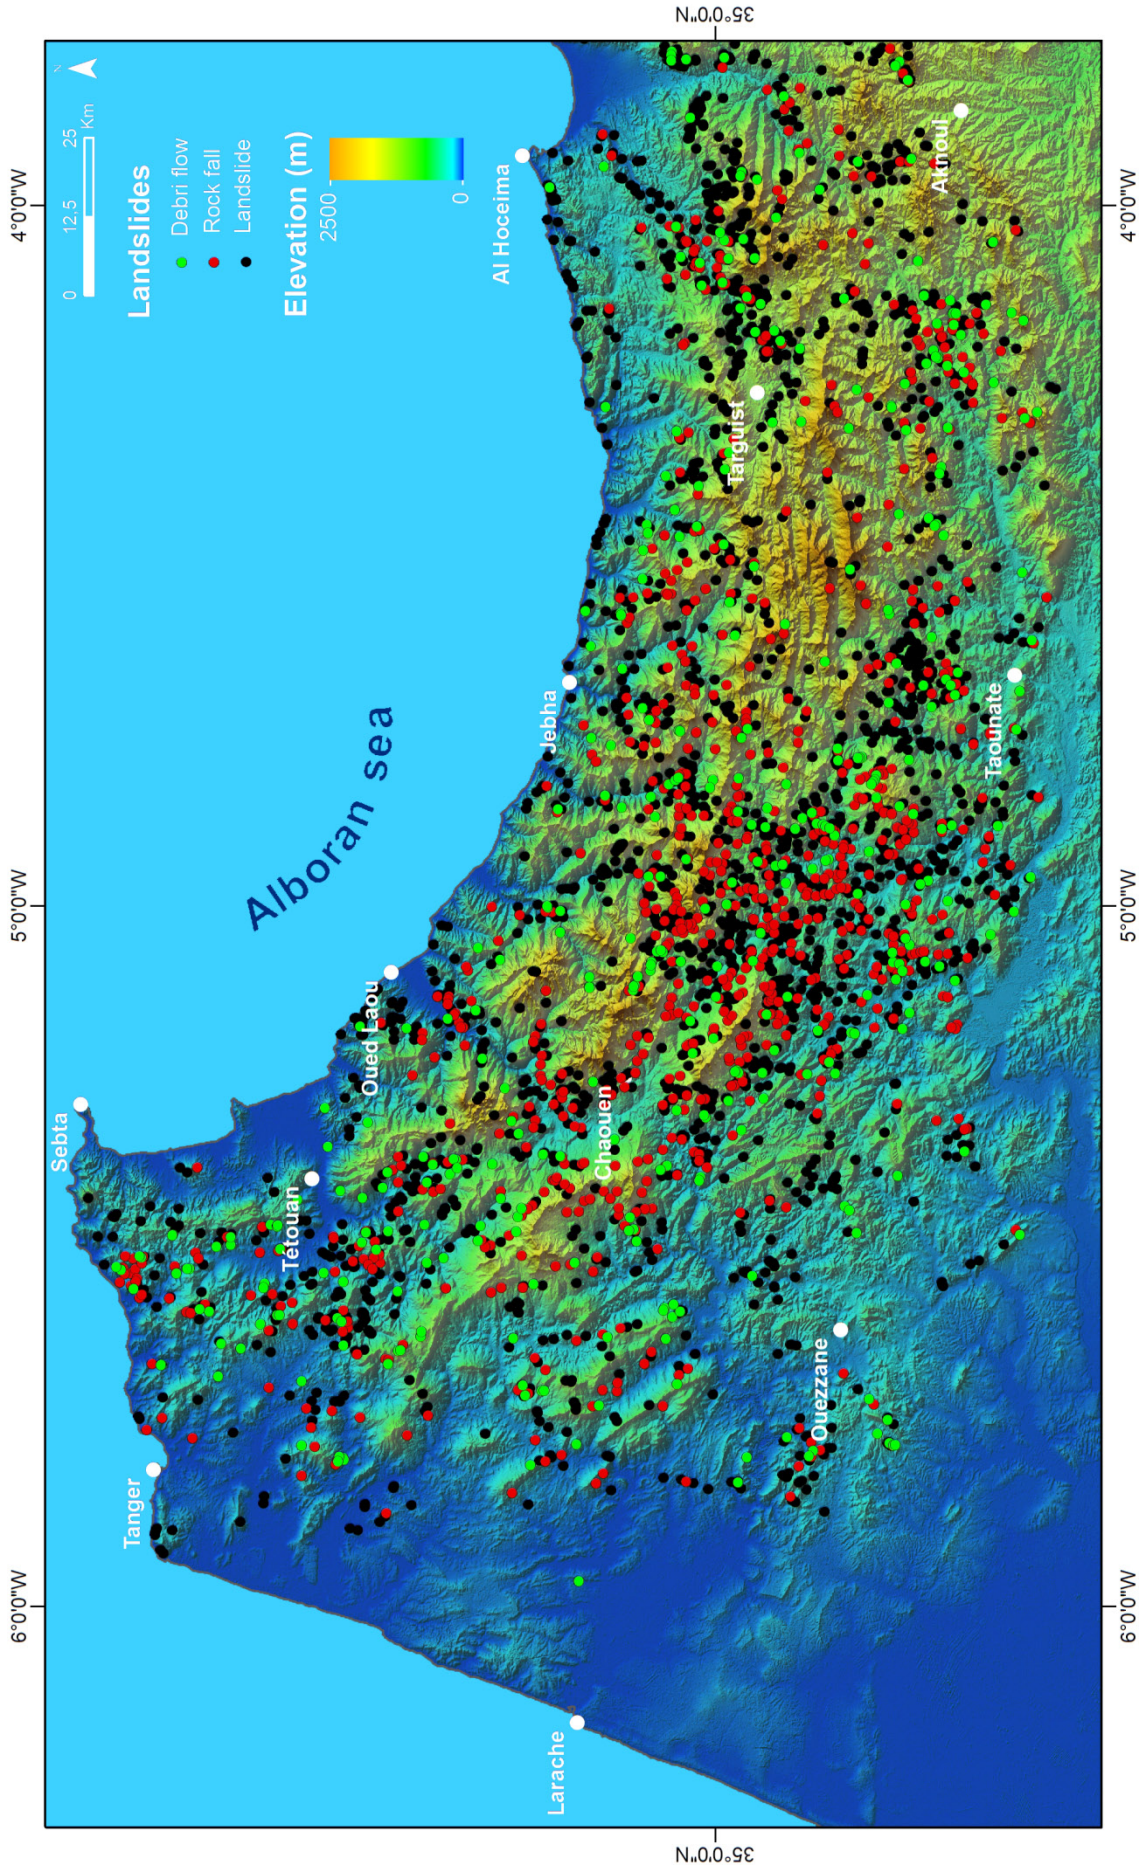 6°0'0"W
5°0'0"W
4°0'0"W
Sebta
Tanger
Tétouan
Oued Laou
Alboran sea
Larache
Chaouen
Jebha
Al Hoceima
Ouezzane
Targuist
Taounate
Aknoul
0 12.5 25
Km
N
Landslides
Debri flow
Rock fall
Landslide
Elevation (m)
2500
0
35°0'0"N
35°0'0"N
6°0'0"W
5°0'0"W
4°0'0"W